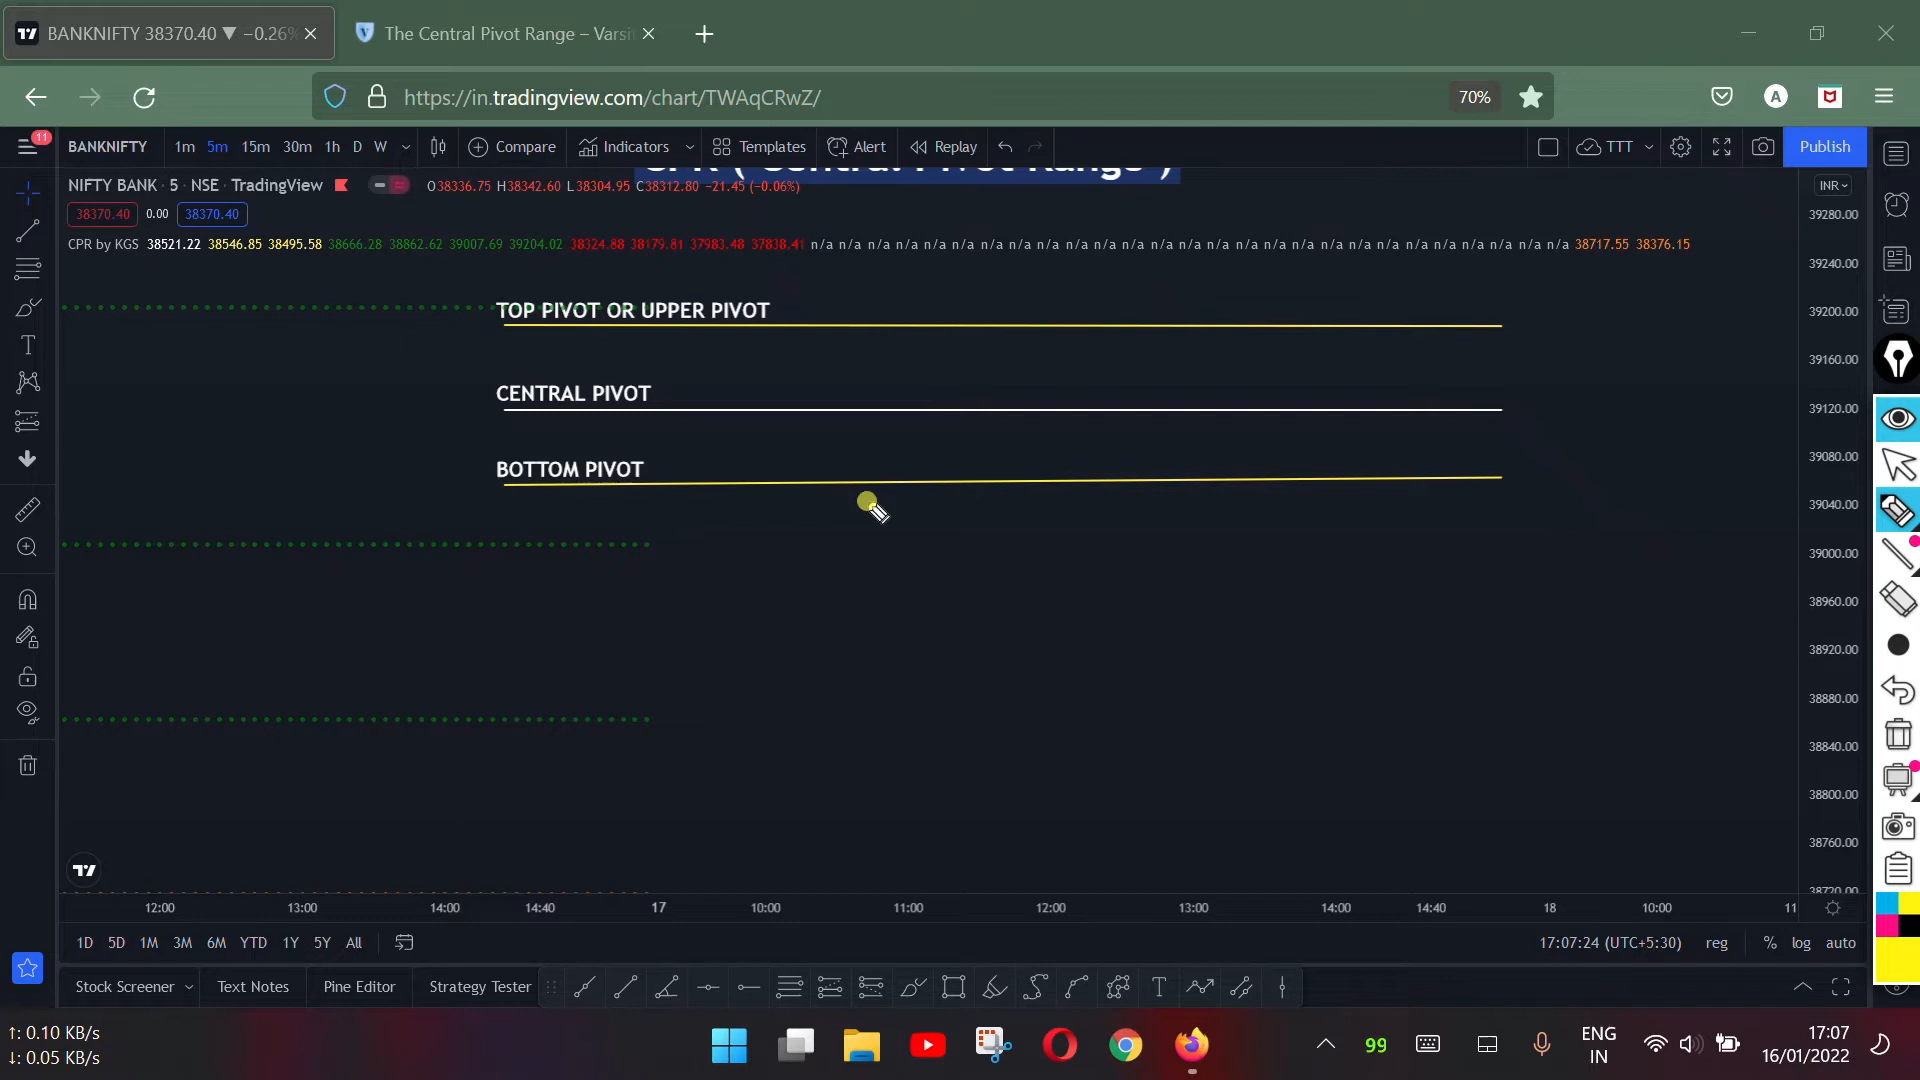 BANKNIFTY 38370.40 ▼ −0.26%
The Central Pivot Range – Varsi
https://in.tradingview.com/chart/TWAqCRwZ/
70%
A
11
BANKNIFTY 1m 5m 15m 30m 1h D W Compare Indicators Templates Alert Replay TTT Publish
CPR ( Central Pivot Range )
NIFTY BANK · 5 · NSE · TradingView O38336.75 H38342.60 L38304.95 C38312.80 −21.45 (−0.06%)
INR
38370.40 0.00 38370.40
CPR by KGS 38521.22 38546.85 38495.58 38666.28 38862.62 39007.69 39204.02 38324.88 38179.81 37983.48 37838.41 n/a n/a n/a n/a n/a n/a n/a n/a n/a n/a n/a n/a n/a n/a n/a n/a n/a n/a n/a n/a n/a n/a n/a n/a n/a n/a 38717.55 38376.15
TOP PIVOT OR UPPER PIVOT
CENTRAL PIVOT
BOTTOM PIVOT
39280.00
39240.00
39200.00
39160.00
39120.00
39080.00
39040.00
39000.00
38960.00
38920.00
38880.00
38840.00
38800.00
38760.00
38720.00
12:00 13:00 14:00 14:40 17 10:00 11:00 12:00 13:00 14:00 14:40 18 10:00 11
1D 5D 1M 3M 6M YTD 1Y 5Y All 17:07:24 (UTC+5:30) reg % log auto
Stock Screener Text Notes Pine Editor Strategy Tester
↑: 0.10 KB/s
↓: 0.05 KB/s
99
ENG
IN
17:07
16/01/2022